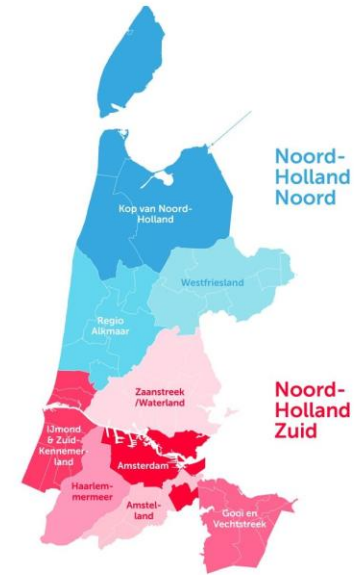 Noord-
Holland
Noord
Kop van Noord-
Holland
Westfriesland
Regio
Alkmaar
Zaanstreek
/Waterland
Noord-
Holland
Zuid
IJmond
& Zuid-
Kennemer-
land
Amsterdam
Haarlem-
mermeer
Amstel-
land
Gooi en
Vechtstreek